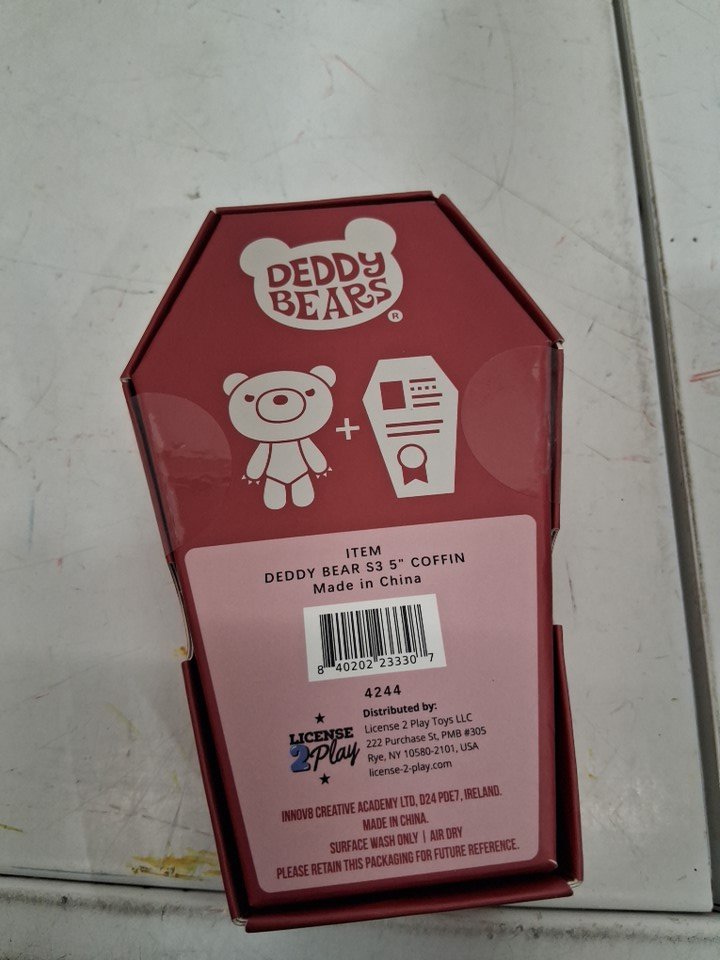 DEDDY
BEARS
®
+
ITEM
DEDDY BEAR S3 5" COFFIN
Made in China
8 40202 23330 7
4244
Distributed by:
License 2 Play Toys LLC
222 Purchase St, PMB #305
Rye, NY 10580-2101, USA
license-2-play.com
LICENSE
2Play
INNOV8 CREATIVE ACADEMY LTD, D24 PDE7, IRELAND.
MADE IN CHINA.
SURFACE WASH ONLY | AIR DRY
PLEASE RETAIN THIS PACKAGING FOR FUTURE REFERENCE.